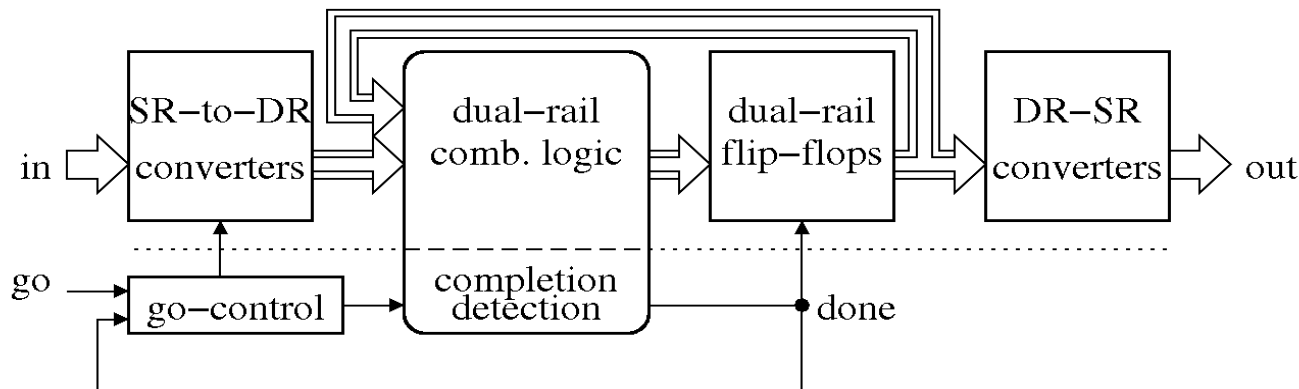 SR-to-DR
converters
dual-rail
comb. logic
dual-rail
flip-flops
DR-SR
converters
in
out
go
go-control
completion
detection
done